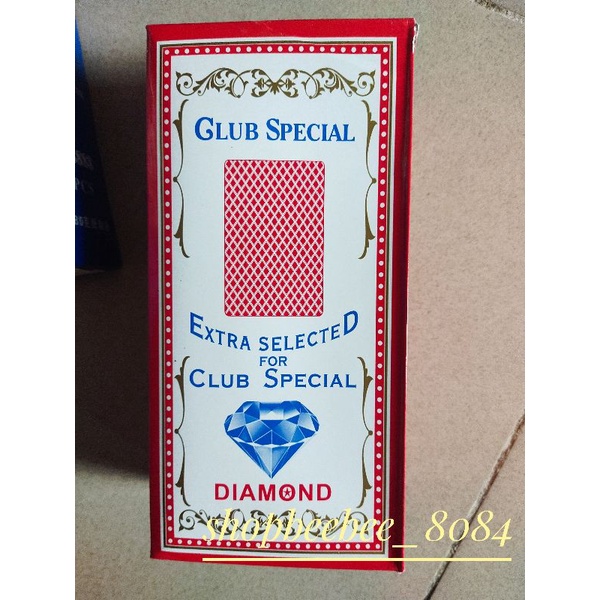 CLUB SPECIAL
EXTRA SELECTED
FOR
CLUB SPECIAL
DIAMOND
shopbeebee_8084